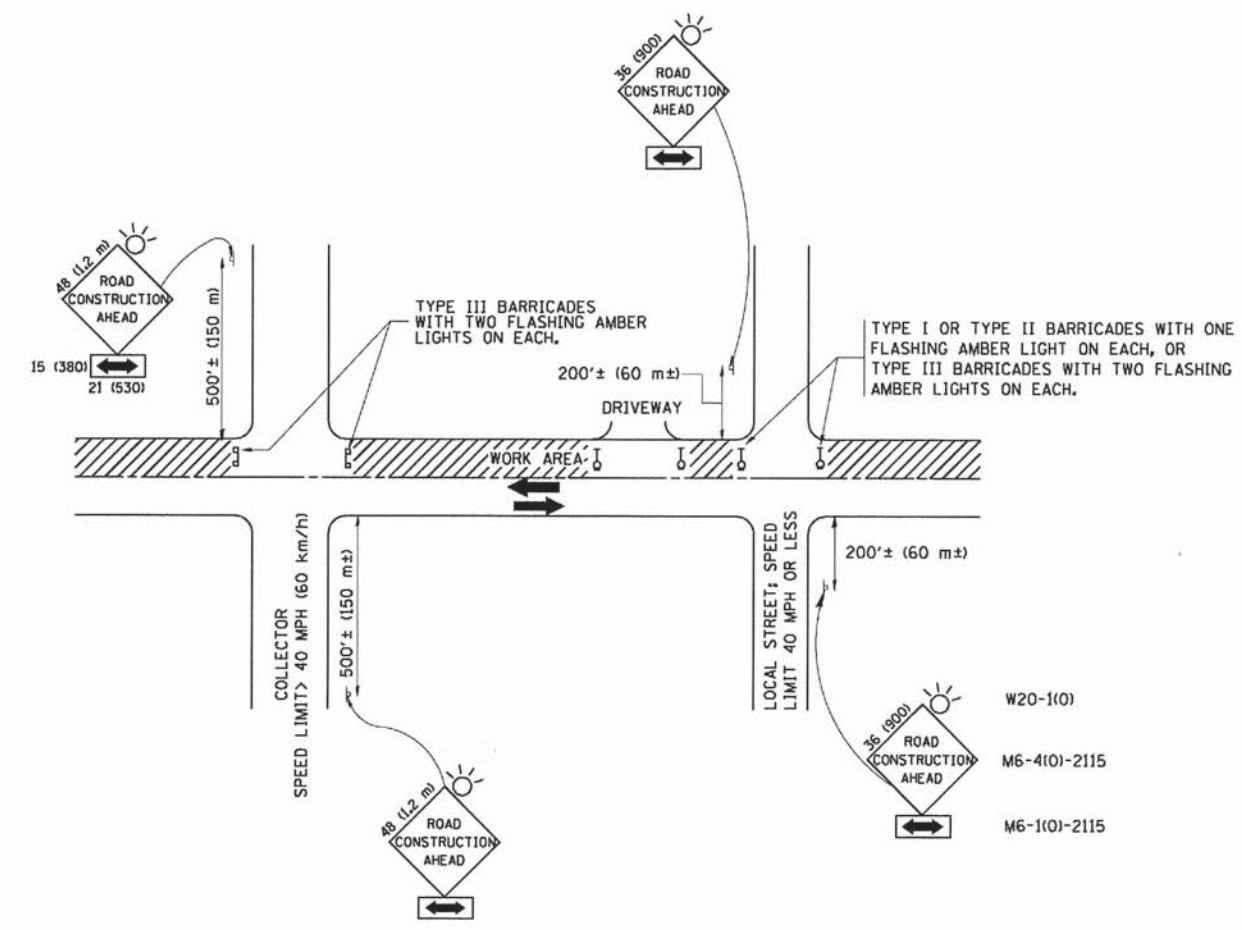 36 (900)
ROAD
CONSTRUCTION
AHEAD
48 (1.2 m)
ROAD
CONSTRUCTION
AHEAD
15 (380)
21 (530)
500'± (150 m)
TYPE III BARRICADES
WITH TWO FLASHING AMBER
LIGHTS ON EACH.
200'± (60 m±)
DRIVEWAY
TYPE I OR TYPE II BARRICADES WITH ONE
FLASHING AMBER LIGHT ON EACH, OR
TYPE III BARRICADES WITH TWO FLASHING
AMBER LIGHTS ON EACH.
WORK AREA
COLLECTOR
SPEED LIMIT> 40 MPH (60 km/h)
500'± (150 m±)
LOCAL STREET: SPEED
LIMIT 40 MPH OR LESS
200'± (60 m±)
48 (1.2 m)
ROAD
CONSTRUCTION
AHEAD
36 (900)
ROAD
CONSTRUCTION
AHEAD
W20-1(O)
M6-4(O)-2115
M6-1(O)-2115